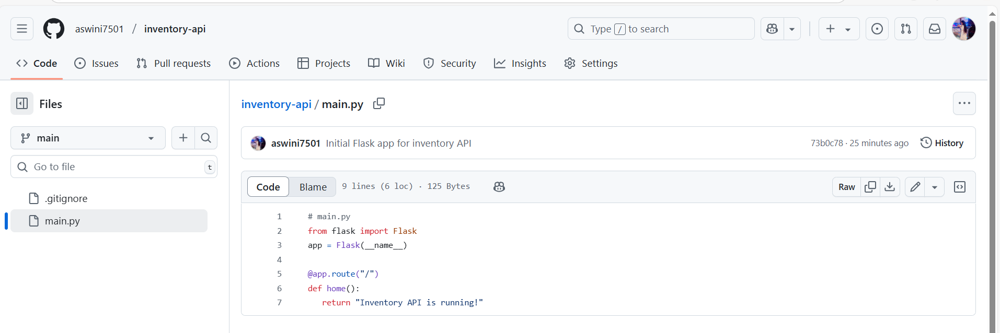 aswini7501 / inventory-api
Type / to search
Code
Issues
Pull requests
Actions
Projects
Wiki
Security
Insights
Settings
Files
main
Go to file
t
.gitignore
main.py
inventory-api / main.py
aswini7501 Initial Flask app for inventory API
73b0c78 · 25 minutes ago
History
Code
Blame
9 lines (6 loc) · 125 Bytes
Raw
1 # main.py
2 from flask import Flask
3 app = Flask(__name__)
4
5 @app.route("/")
6 def home():
7    return "Inventory API is running!"